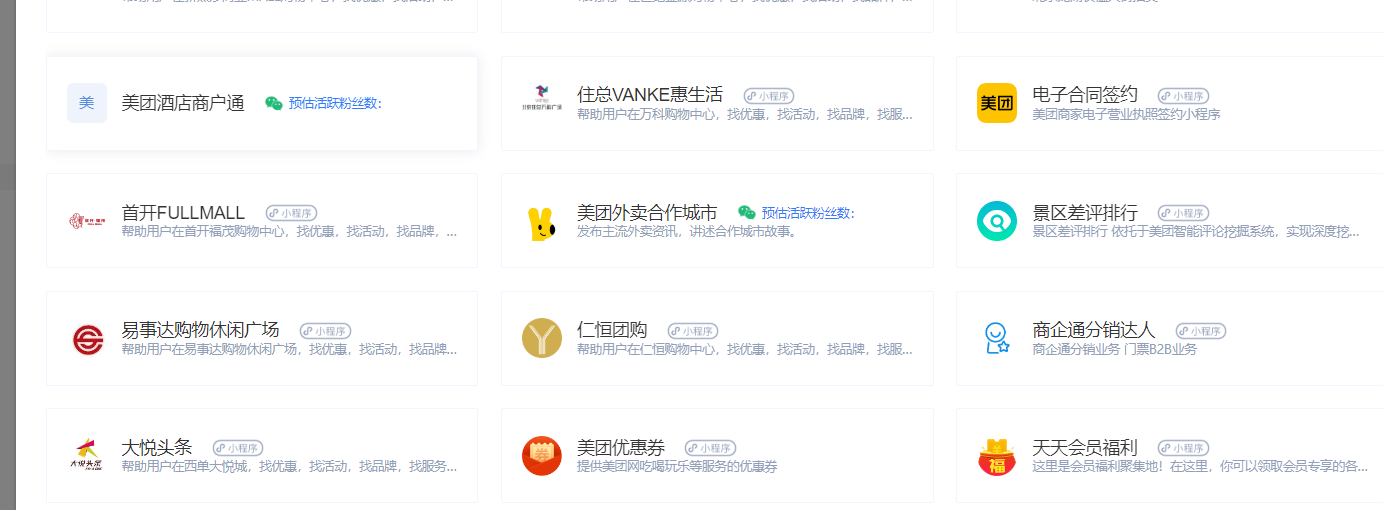 美
美团酒店商户通 预估活跃粉丝数:
住总VANKE惠生活 小程序
帮助用户在万科购物中心，找优惠，找活动，找品牌，找服...
美团
电子合同签约 小程序
美团商家电子营业执照签约小程序
首开FULLMALL 小程序
帮助用户在首开福茂购物中心，找优惠，找活动，找品牌，...
美团外卖合作城市 预估活跃粉丝数:
发布主流外卖资讯，讲述合作城市故事。
景区差评排行 小程序
景区差评排行 依托于美团智能评论挖掘系统，实现深度挖...
易事达购物休闲广场 小程序
帮助用户在易事达购物休闲广场，找优惠，找活动，找品牌...
仁恒团购 小程序
帮助用户在仁恒购物中心，找优惠，找活动，找品牌，找服...
商企通分销达人 小程序
商企通分销业务 门票B2B业务
大悦头条
大悦头条 小程序
帮助用户在西单大悦城，找优惠，找活动，找品牌，找服务...
券
美团优惠券 小程序
提供美团网吃喝玩乐等服务的优惠券
福
天天会员福利 小程序
这里是会员福利聚集地！在这里，你可以领取会员专享的各...